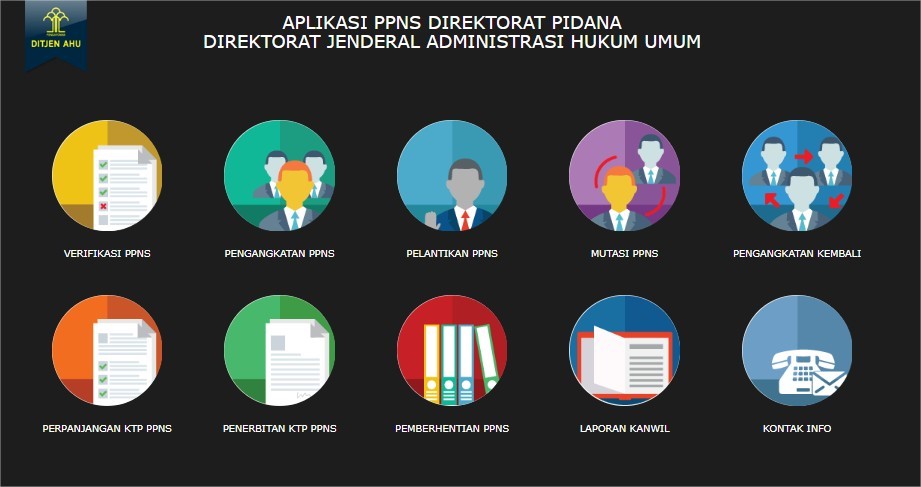 DITJEN AHU
APLIKASI PPNS DIREKTORAT PIDANA
DIREKTORAT JENDERAL ADMINISTRASI HUKUM UMUM
VERIFIKASI PPNS
PENGANGKATAN PPNS
PELANTIKAN PPNS
MUTASI PPNS
PENGANGKATAN KEMBALI
PERPANJANGAN KTP PPNS
PENERBITAN KTP PPNS
PEMBERHENTIAN PPNS
LAPORAN KANWIL
KONTAK INFO